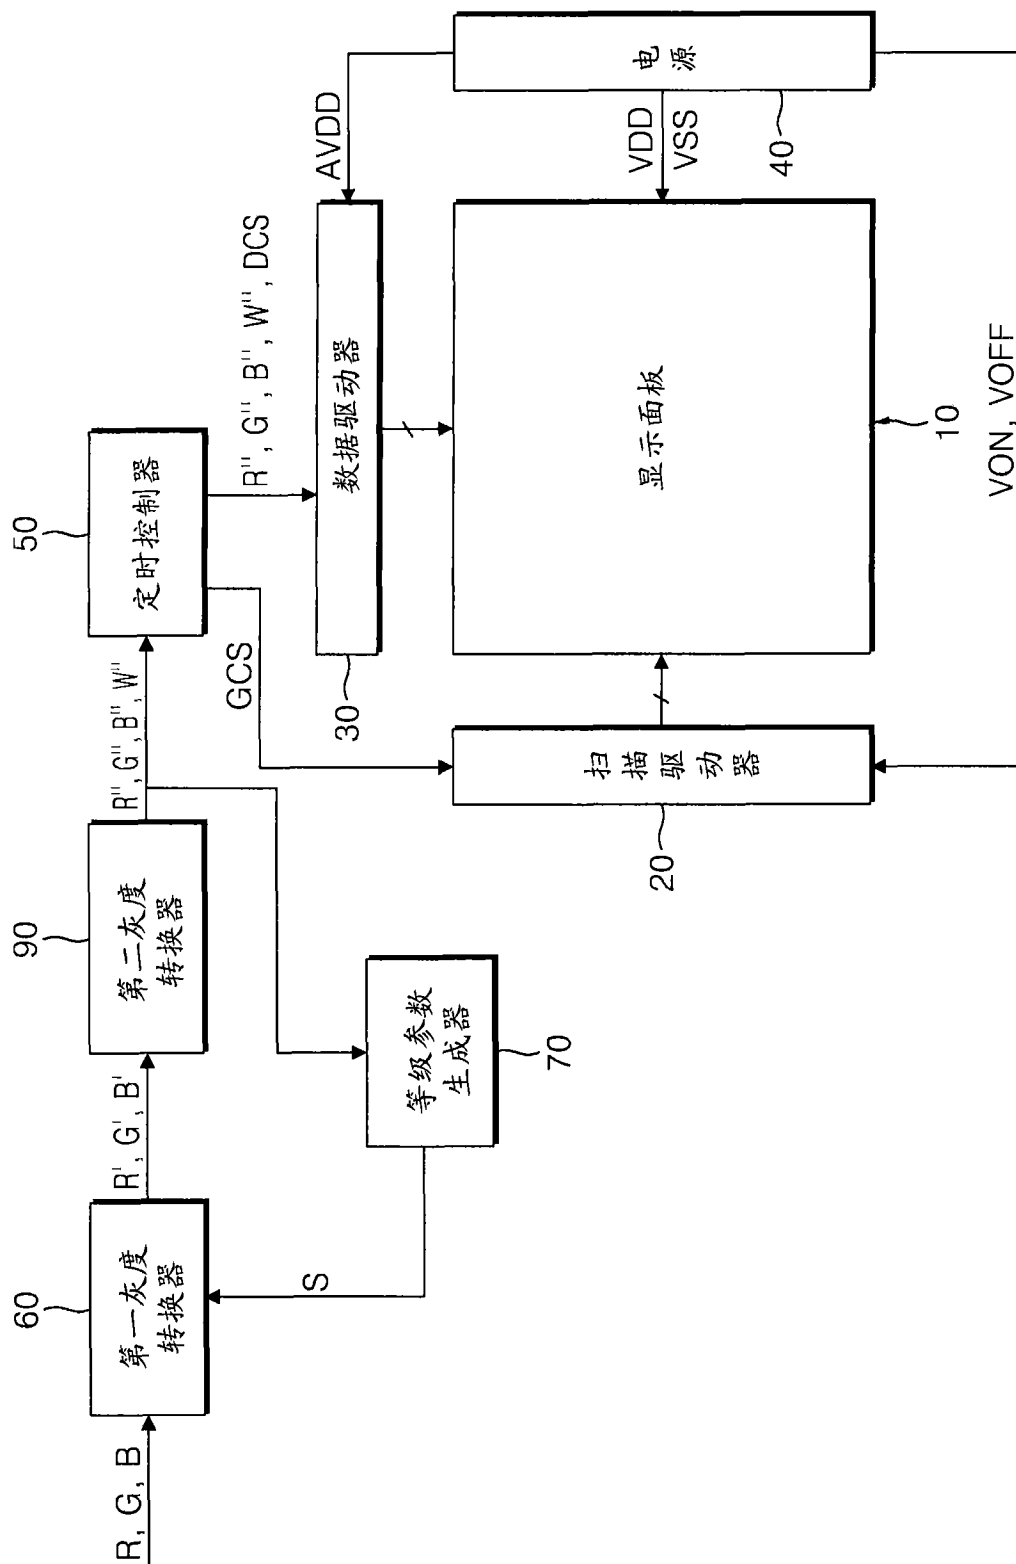 R, G, B
60
第一灰度
转换器
S
R', G', B'
90
第二灰度
转换器
R'', G'', B'', W''
等级参数
生成器
70
50
定时控制器
GCS
R'', G'', B'', W'', DCS
30
数据驱动器
AVDD
扫描驱动器
20
显示面板
10
VDD
VSS
电源
40
VON, VOFF